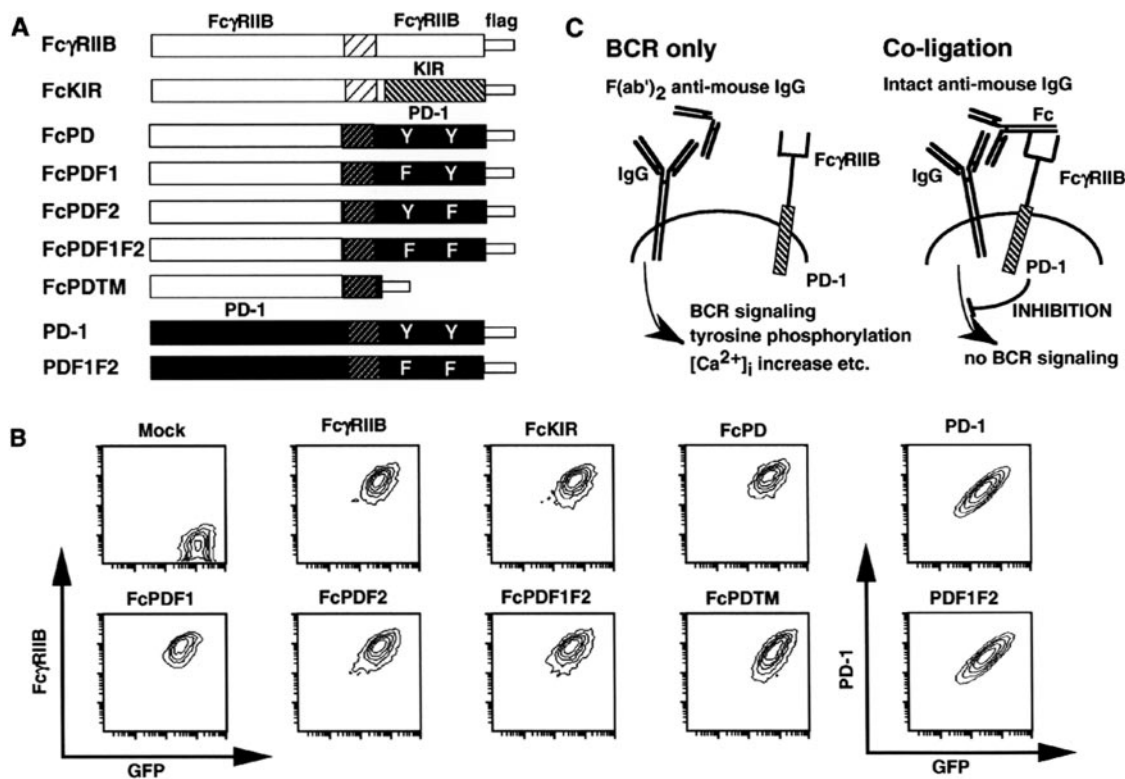 A
FcγRIIB FcγRIIB flag
FcγRIIB
KIR
FcKIR
PD-1
FcPD Y Y
FcPDF1 F Y
FcPDF2 Y F
FcPDF1F2 F F
FcPDTM
PD-1
PD-1 Y Y
PDF1F2 F F
C
BCR only
F(ab')2 anti-mouse IgG
IgG
FcγRIIB
PD-1
BCR signaling
tyrosine phosphorylation
[Ca2+]i increase etc.
Co-ligation
Intact anti-mouse IgG
Fc
IgG
FcγRIIB
PD-1
INHIBITION
no BCR signaling
B
Mock FcγRIIB FcKIR FcPD PD-1
FcPDF1 FcPDF2 FcPDF1F2 FcPDTM PDF1F2
FcγRIIB
GFP
PD-1
GFP